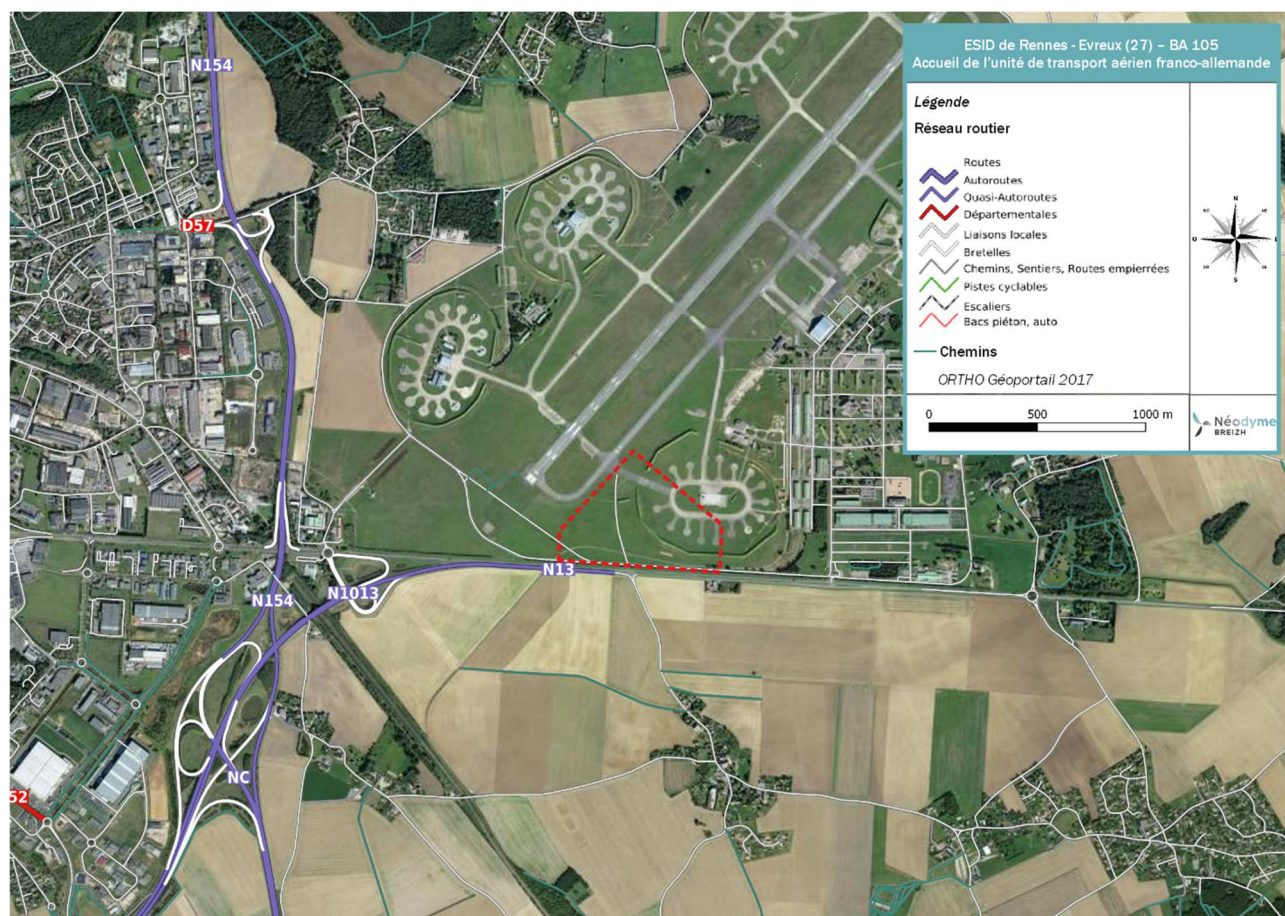 N154
D57
N154
N1013
N13
NC
52
ESID de Rennes - Evreux (27) – BA 105
Accueil de l'unité de transport aérien franco-allemande
Légende
Réseau routier
Routes
Autoroutes
Quasi-Autoroutes
Départementales
Liaisons locales
Bretelles
Chemins, Sentiers, Routes empierrées
Pistes cyclables
Escaliers
Bacs piéton, auto
Chemins
ORTHO Géoportail 2017
0 500 1000 m
N
E
S
O
Néodyme
BREIZH